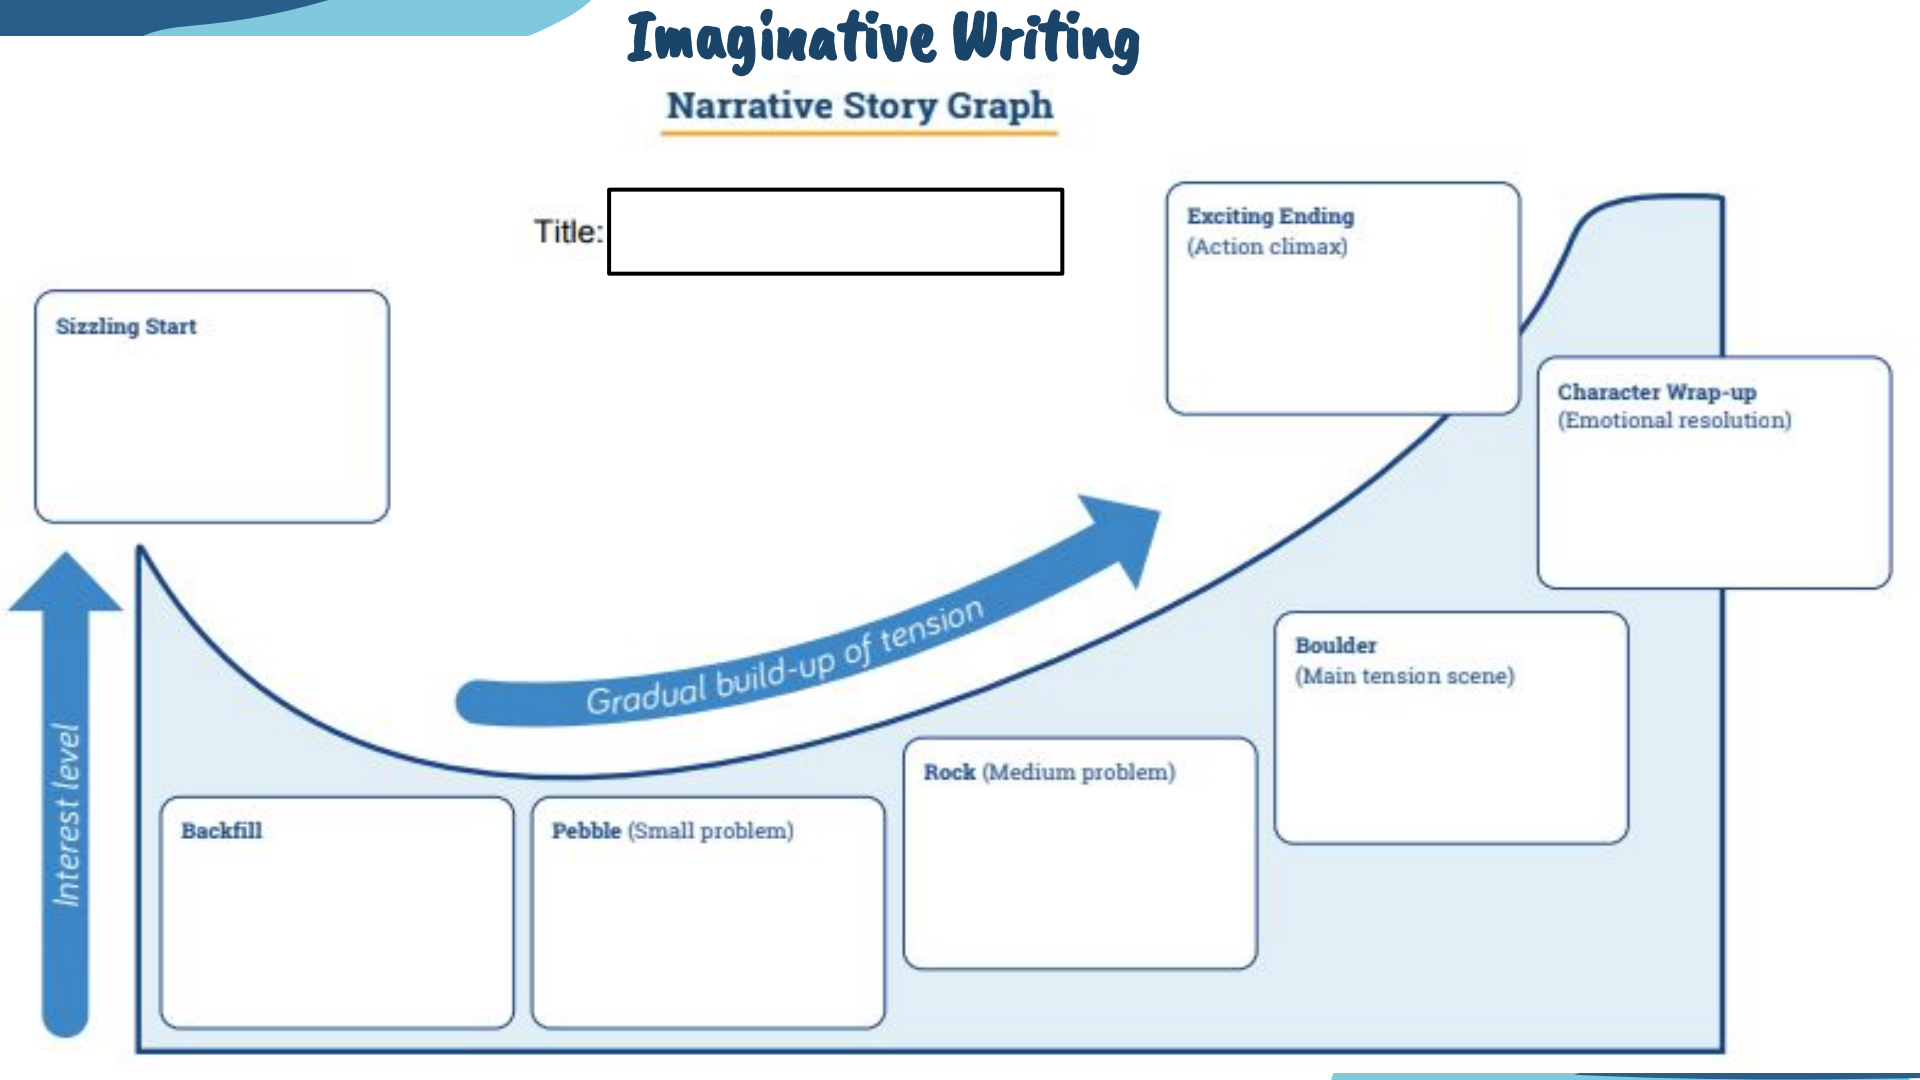 Imaginative Writing
Narrative Story Graph
Title:
Exciting Ending
(Action climax)
Sizzling Start
Character Wrap-up
(Emotional resolution)
Gradual build-up of tension
Boulder
(Main tension scene)
Interest level
Rock (Medium problem)
Backfill
Pebble (Small problem)